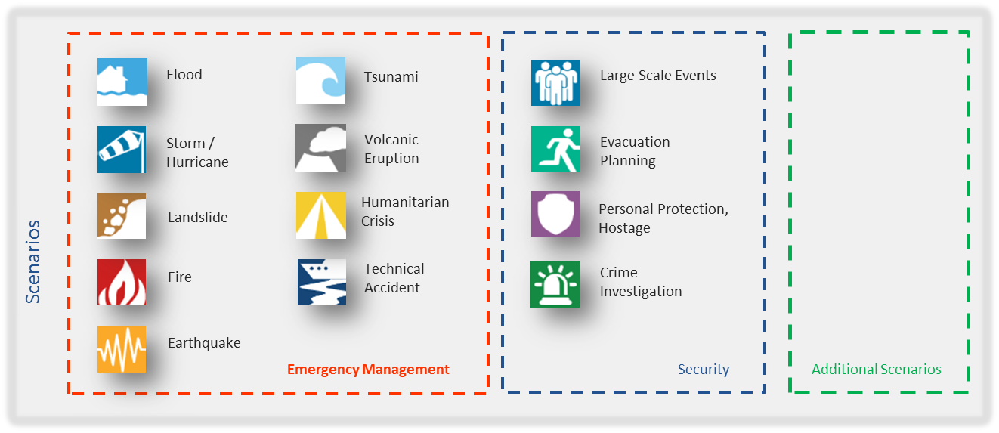 Scenarios
Flood
Storm /
Hurricane
Landslide
Fire
Earthquake
Tsunami
Volcanic
Eruption
Humanitarian
Crisis
Technical
Accident
Emergency Management
Large Scale Events
Evacuation
Planning
Personal Protection,
Hostage
Crime
Investigation
Security
Additional Scenarios